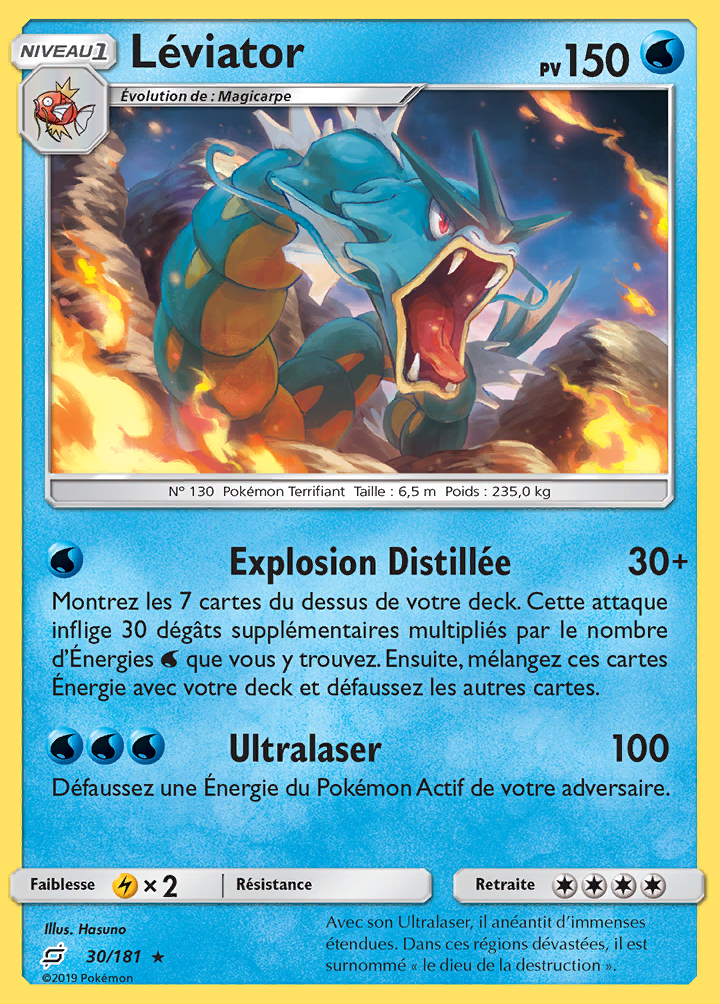 NIVEAU 1
Léviator
PV 150
Évolution de : Magicarpe
N° 130 Pokémon Terrifiant Taille : 6,5 m Poids : 235,0 kg
Explosion Distillée 30+
Montrez les 7 cartes du dessus de votre deck. Cette attaque
inflige 30 dégâts supplémentaires multipliés par le nombre
d'Énergies que vous y trouvez. Ensuite, mélangez ces cartes
Énergie avec votre deck et défaussez les autres cartes.
Ultralaser 100
Défaussez une Énergie du Pokémon Actif de votre adversaire.
Faiblesse × 2 Résistance Retraite
Illus. Hasuno
30/181 ★
©2019 Pokémon
Avec son Ultralaser, il anéantit d'immenses
étendues. Dans ces régions dévastées, il est
surnommé « le dieu de la destruction ».